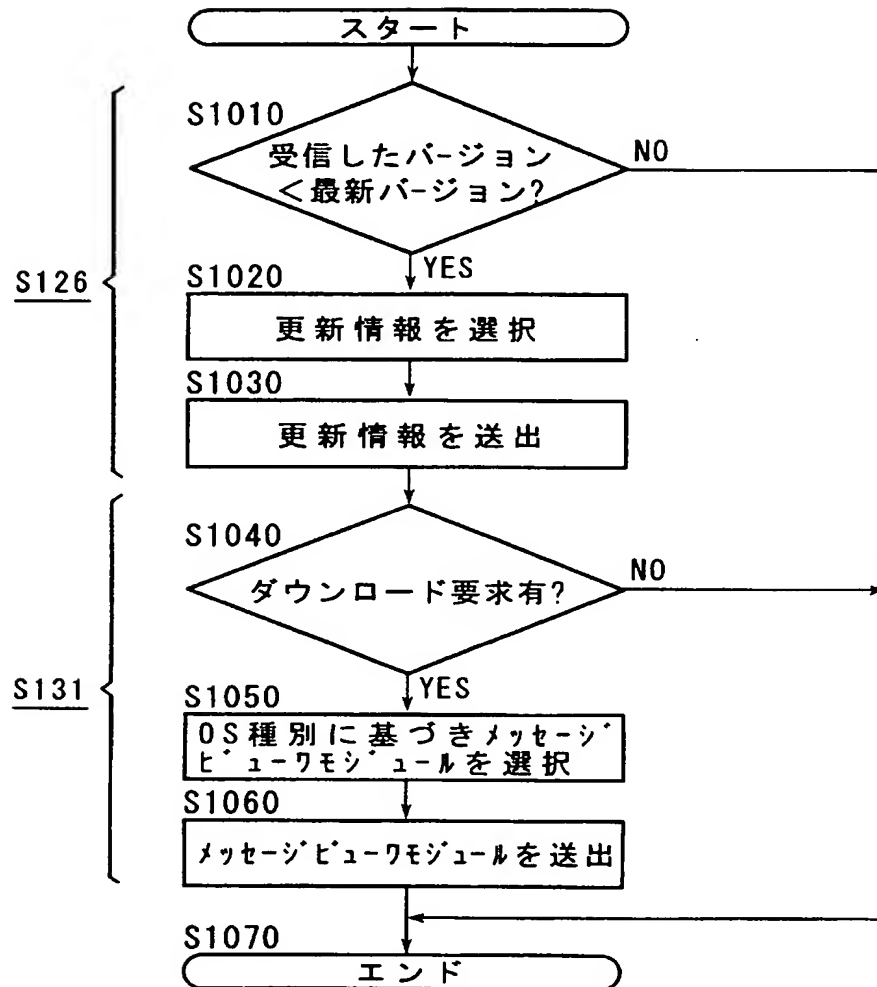 スタート
S1010
受信したバージョン
<最新バージョン?
NO
YES
S126
S1020
更新情報を選択
S1030
更新情報を送出
S1040
ダウンロード要求有?
NO
YES
S131
S1050
OS種別に基づきメッセージ
ビューワモジュールを選択
S1060
メッセージビューワモジュールを送出
S1070
エンド